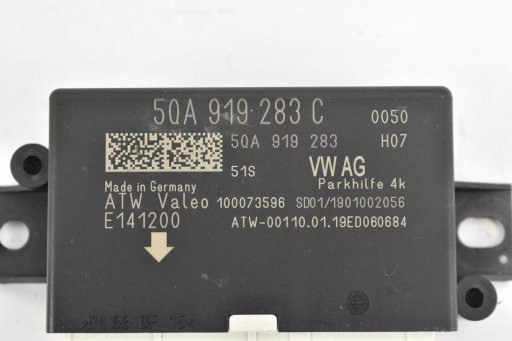 5QA 919 283 C 0050
5QA 919 283 H07
51S VW AG
Made in Germany Parkhilfe 4k
ATW Valeo 100073596 SD01/1901002056
E141200 ATW-00110.01.19ED060684